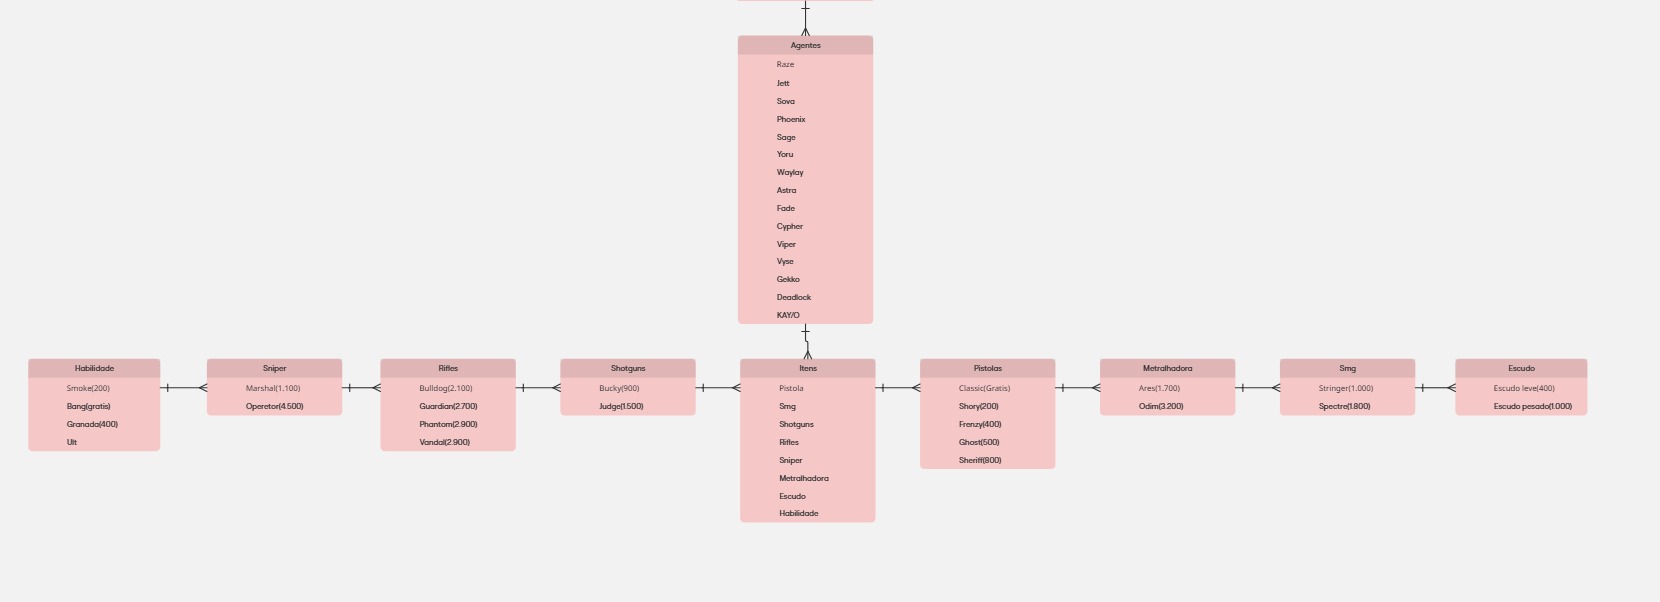 Agentes
Raze
Jett
Sova
Phoenix
Sage
Yoru
Waylay
Astra
Fade
Cypher
Viper
Vyse
Gekko
Deadlock
KAY/O
Habilidade
Smoke(200)
Bang(gratis)
Granada(400)
Ult
Sniper
Marshal(1.100)
Operetor(4.500)
Rifles
Bulldog(2.100)
Guardian(2.700)
Phantom(2.900)
Vandal(2.900)
Shotguns
Bucky(900)
Judge(1.500)
Itens
Pistola
Smg
Shotguns
Rifles
Sniper
Metralhadora
Escudo
Habilidade
Pistolas
Classic(Gratis)
Shory(200)
Frenzy(400)
Ghost(500)
Sheriff(800)
Metralhadora
Ares(1.700)
Odim(3.200)
Smg
Stringer(1.000)
Spectre(1.800)
Escudo
Escudo leve(400)
Escudo pesado(1.000)